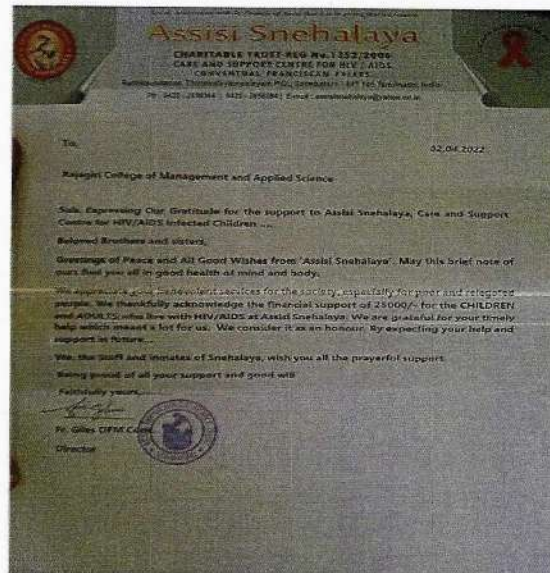 Assisi Snehalaya
CHARITABLE TRUST REG No.1252/2006
CARE AND SUPPORT CENTRE FOR HIV / AIDS
CONVENTUAL FRANCISCAN FRIARS
To,
02.04.2022
Rajagiri College of Management and Applied Science
Sub: Expressing Our Gratitude for the support to Assisi Snehalaya, Care and Support
Centre for HIV/AIDS Infected Children ....
Beloved Brothers and sisters,
Greetings of Peace and All Good Wishes from 'Assisi Snehalaya'. May this brief note of
ours find you all in good health of mind and body.
We appreciate your benevolent services for the society, especially for poor and relegated
people. We thankfully acknowledge the financial support of 25000/- for the CHILDREN
and ADULTS who live with HIV/AIDS at Assisi Snehalaya. We are grateful for your timely
help which meant a lot for us. We consider it as an honour. By expecting your help and
support in future...
We, the Staff and inmates of Snehalaya, wish you all the prayerful support.
Being proud of all your support and good will
Faithfully yours,
Fr. Giles OFM Conv.
Director